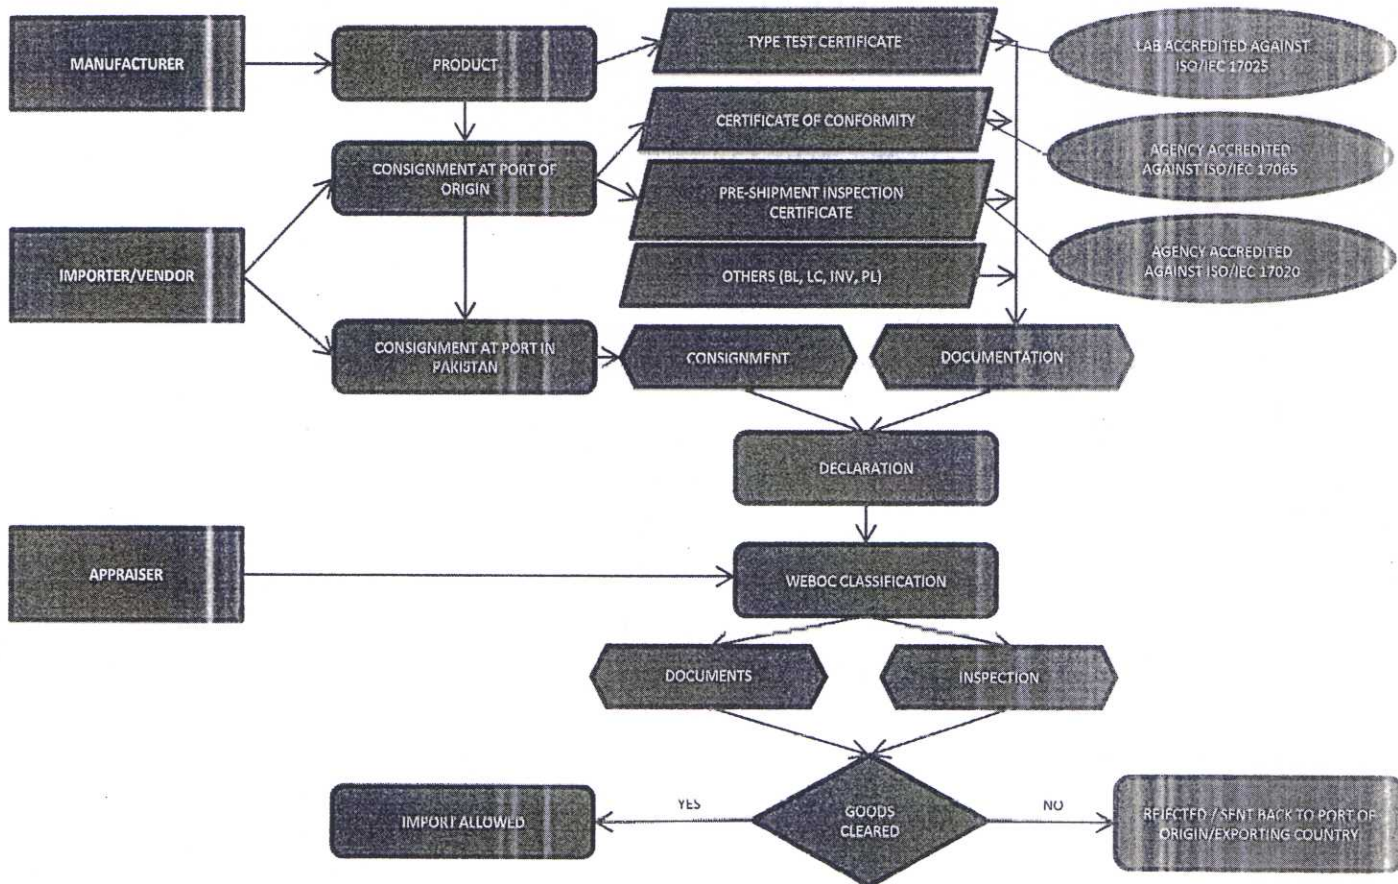 MANUFACTURER
PRODUCT
TYPE TEST CERTIFICATE
LAB ACCREDITED AGAINST
ISO/IEC 17025
CERTIFICATE OF CONFORMITY
AGENCY ACCREDITED
AGAINST ISO/IEC 17065
CONSIGNMENT AT PORT OF
ORIGIN
PRE-SHIPMENT INSPECTION
CERTIFICATE
IMPORTER/VENDOR
OTHERS (BL, LC, INV, PL)
AGENCY ACCREDITED
AGAINST ISO/IEC 17020
CONSIGNMENT AT PORT IN
PAKISTAN
CONSIGNMENT
DOCUMENTATION
DECLARATION
APPRAISER
WEBOC CLASSIFICATION
DOCUMENTS
INSPECTION
IMPORT ALLOWED
YES
GOODS
CLEARED
NO
REJECTED / SENT BACK TO PORT OF
ORIGIN/EXPORTING COUNTRY